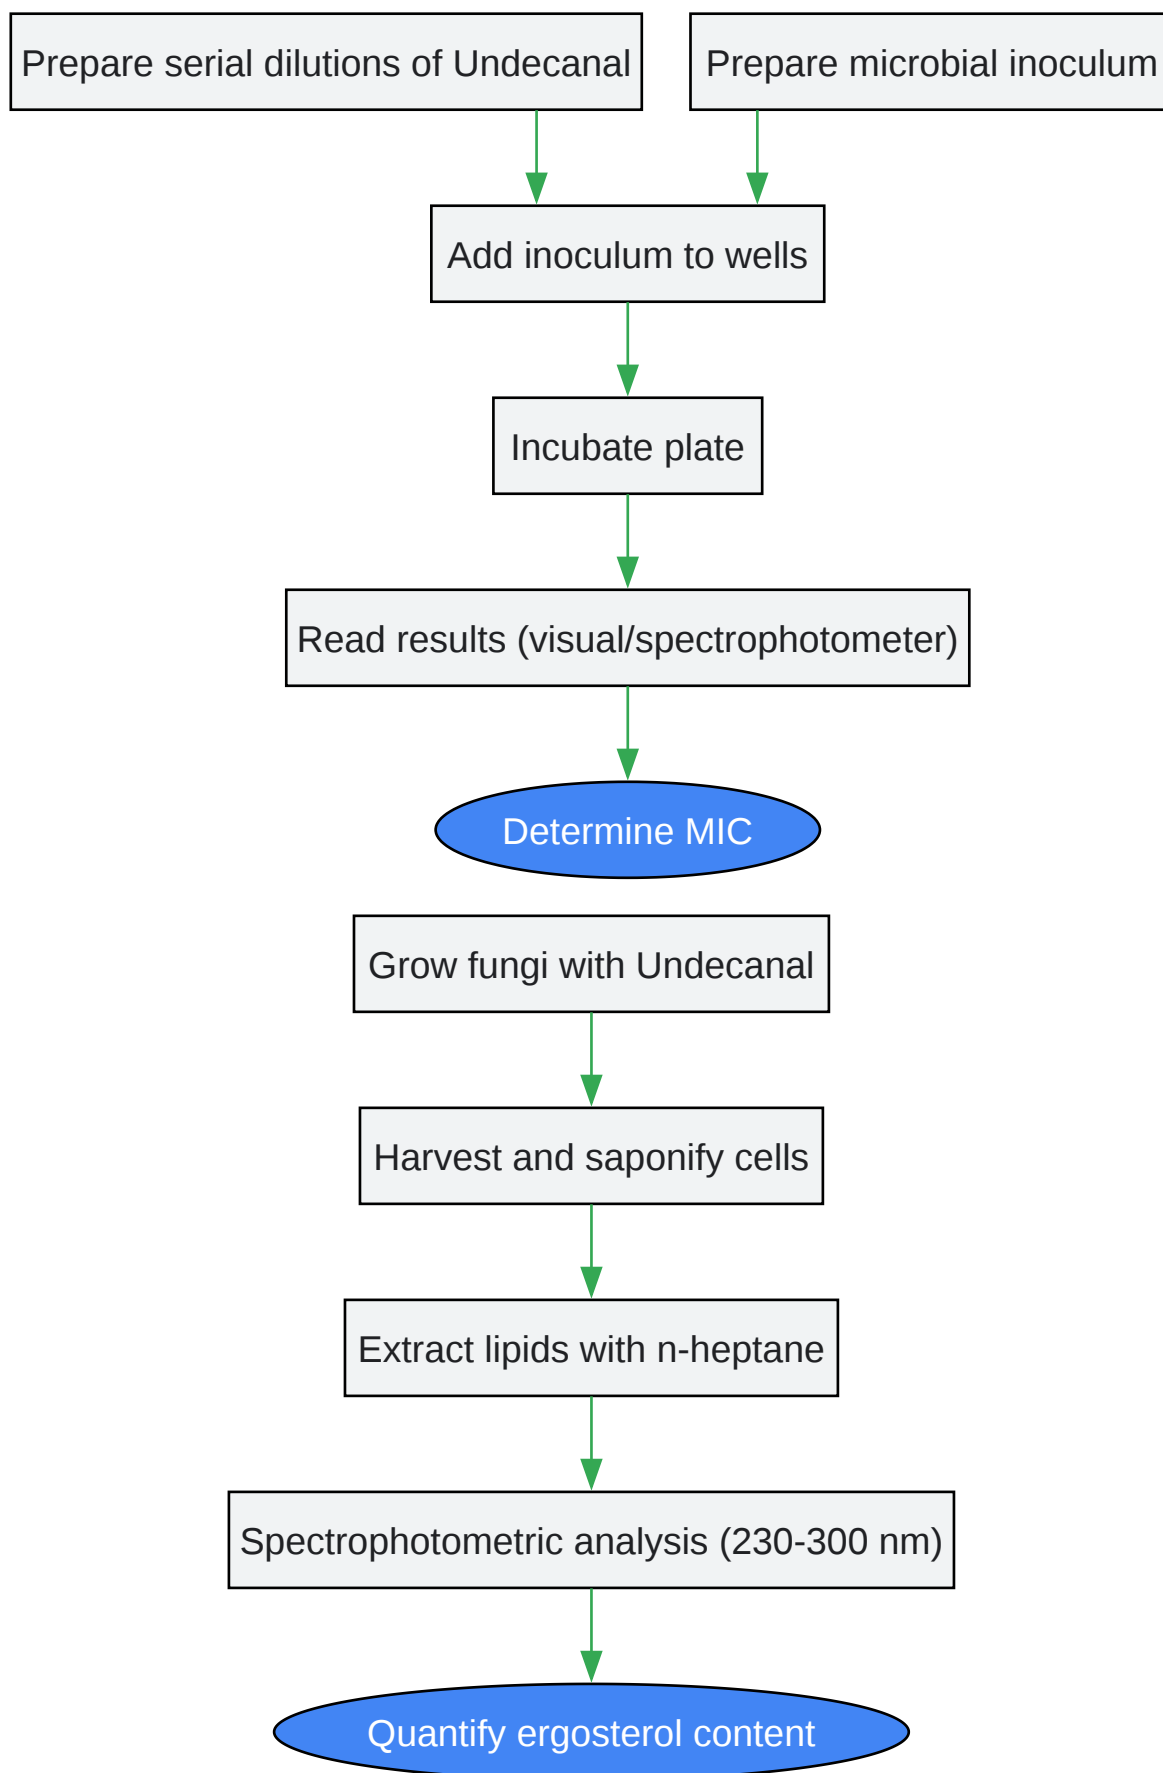 Prepare serial dilutions of Undecanal
Prepare microbial inoculum
Add inoculum to wells
Incubate plate
Read results (visual/spectrophotometer)
Determine MIC
Grow fungi with Undecanal
Harvest and saponify cells
Extract lipids with n-heptane
Spectrophotometric analysis (230-300 nm)
Quantify ergosterol content